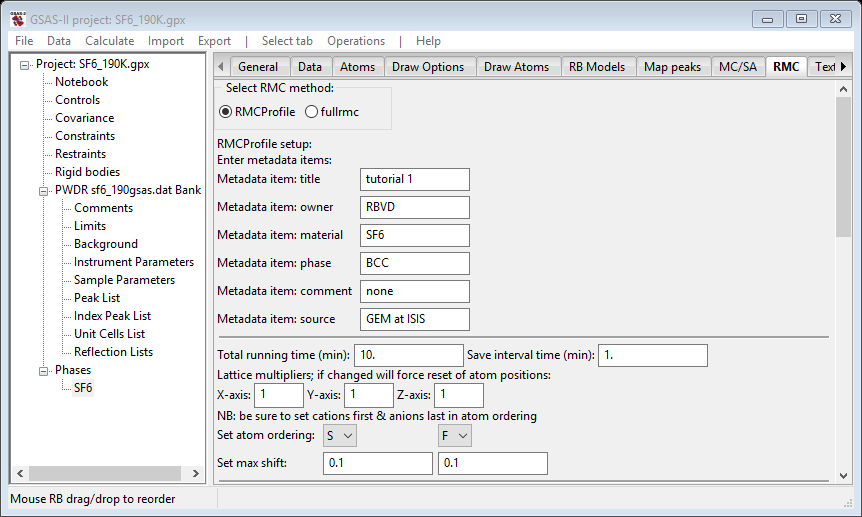 GSAS-II project: SF6_190K.gpx
File Data Calculate Import Export | Select tab Operations | Help
Project: SF6_190K.gpx
Notebook
Controls
Covariance
Constraints
Restraints
Rigid bodies
PWDR sf6_190gsas.dat Bank
Comments
Limits
Background
Instrument Parameters
Sample Parameters
Peak List
Index Peak List
Unit Cells List
Reflection Lists
Phases
SF6
General Data Atoms Draw Options Draw Atoms RB Models Map peaks MC/SA RMC Text
Select RMC method:
RMCProfile fullrmc
RMCProfile setup:
Enter metadata items:
Metadata item: title tutorial 1
Metadata item: owner RBVD
Metadata item: material SF6
Metadata item: phase BCC
Metadata item: comment none
Metadata item: source GEM at ISIS
Total running time (min): 10. Save interval time (min): 1.
Lattice multipliers; if changed will force reset of atom positions:
X-axis: 1 Y-axis: 1 Z-axis: 1
NB: be sure to set cations first & anions last in atom ordering
Set atom ordering: S F
Set max shift: 0.1 0.1
Mouse RB drag/drop to reorder